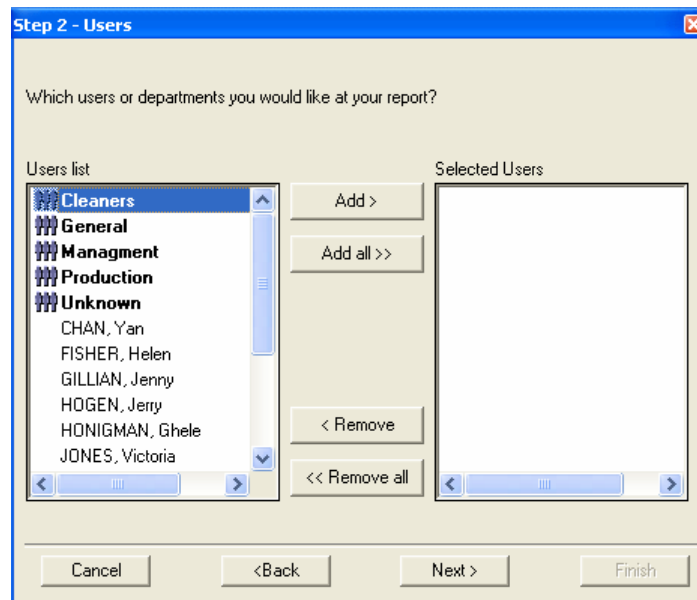 Step 2 - Users
Which users or departments you would like at your report?
Users list
Selected Users
Cleaners
General
Managment
Production
Unknown
CHAN, Yan
FISHER, Helen
GILLIAN, Jenny
HOGEN, Jerry
HONIGMAN, Ghele
JONES, Victoria
Add >
Add all >>
< Remove
<< Remove all
Cancel
<Back
Next >
Finish